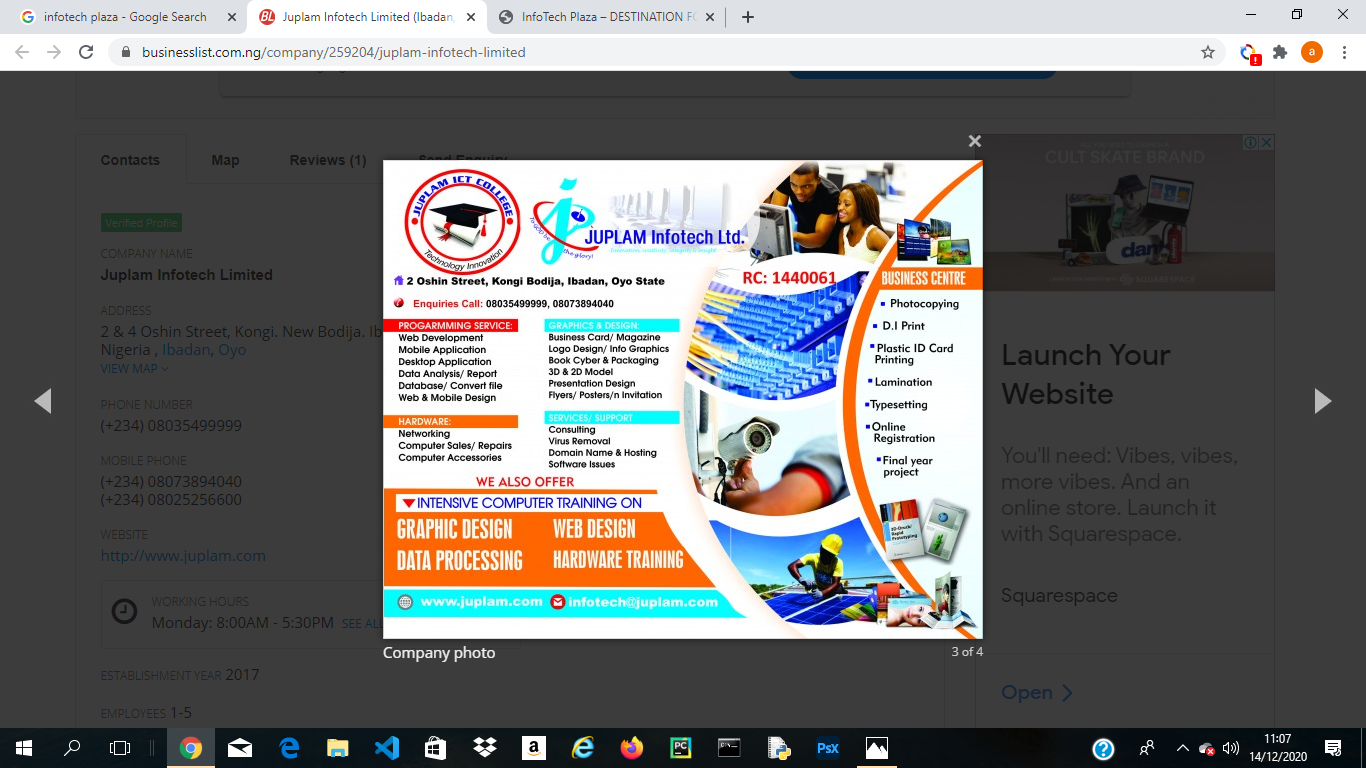 infotech plaza - Google Search
Juplam Infotech Limited (Ibadan,
InfoTech Plaza – DESTINATION FO
businesslist.com.ng/company/259204/juplam-infotech-limited
a
Contacts
Map
Reviews (1)
Send Enquiry
Verified Profile
COMPANY NAME
Juplam Infotech Limited
ADDRESS
2 & 4 Oshin Street, Kongi. New Bodija. Ib
Nigeria , Ibadan, Oyo
VIEW MAP
PHONE NUMBER
(+234) 08035499999
MOBILE PHONE
(+234) 08073894040
(+234) 08025256600
WEBSITE
http://www.juplam.com
WORKING HOURS
Monday: 8:00AM - 5:30PM SEE AL
ESTABLISHMENT YEAR 2017
EMPLOYEES 1-5
JUPLAM ICT COLLEGE
Technology Innovation
JUPLAM Infotech Ltd.
the glory!
2 Oshin Street, Kongi Bodija, Ibadan, Oyo State
Enquiries Call: 08035499999, 08073894040
RC: 1440061
PROGARMMING SERVICE:
Web Development
Mobile Application
Desktop Application
Data Analysis/ Report
Database/ Convert file
Web & Mobile Design
HARDWARE:
Networking
Computer Sales/ Repairs
Computer Accessories
GRAPHICS & DESIGN:
Business Card/ Magazine
Logo Design/ Info Graphics
Book Cyber & Packaging
3D & 2D Model
Presentation Design
Flyers/ Posters/n Invitation
SERVICES/ SUPPORT
Consulting
Virus Removal
Domain Name & Hosting
Software Issues
WE ALSO OFFER
INTENSIVE COMPUTER TRAINING ON
GRAPHIC DESIGN
WEB DESIGN
DATA PROCESSING
HARDWARE TRAINING
www.juplam.com
infotech@juplam.com
BUSINESS CENTRE
Photocopying
D.I Print
Plastic ID Card
Printing
Lamination
Typesetting
Online
Registration
Final year
project
Company photo
3 of 4
CULT SKATE BRAND
dan
SQUARESPACE
Launch Your
Website
You'll need: Vibes, vibes,
more vibes. And an
online store. Launch it
with Squarespace.
Squarespace
Open
a
PC
Psx
11:07
14/12/2020